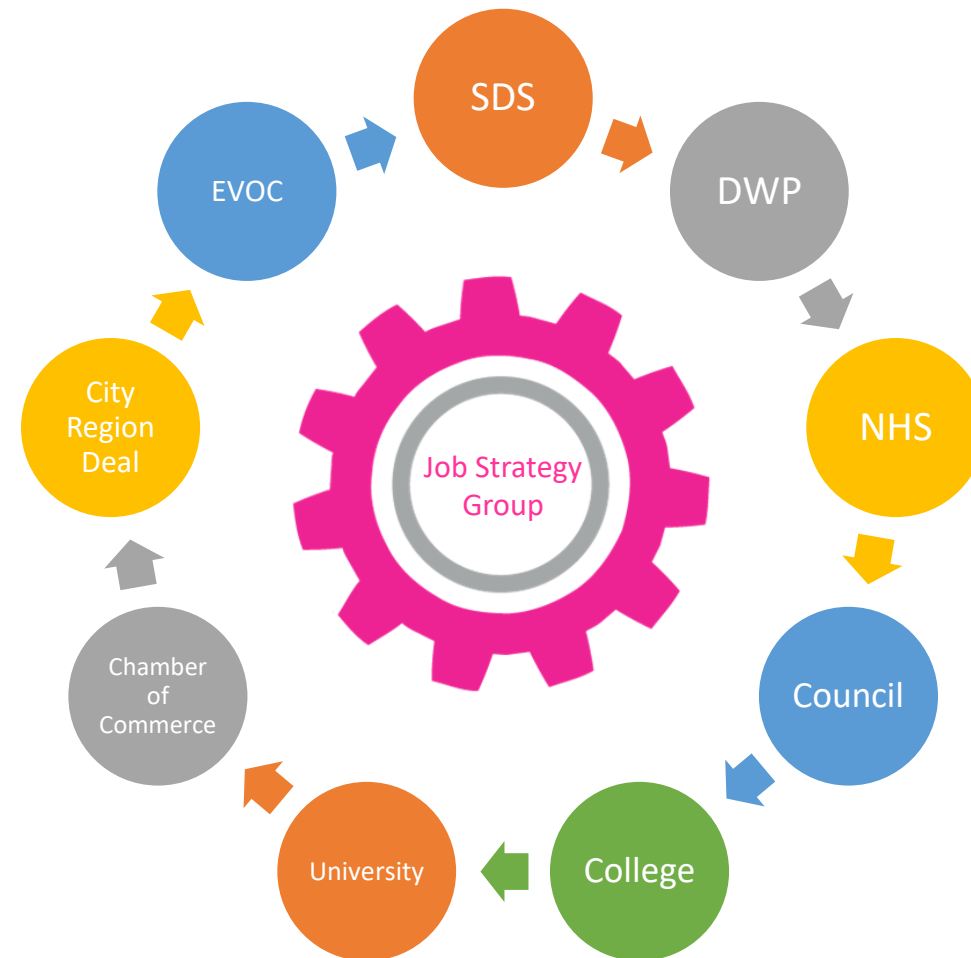 SDS
DWP
NHS
Council
College
University
Chamber
of
Commerce
City
Region
Deal
EVOC
Job Strategy
Group